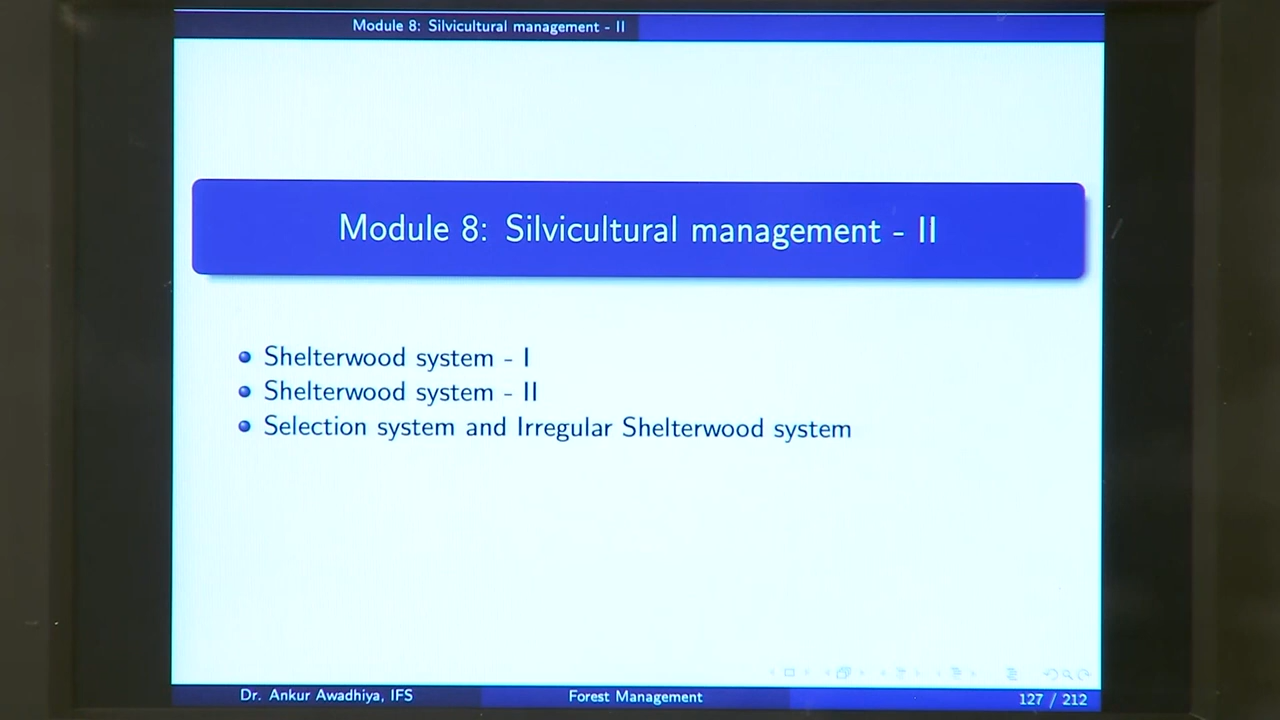 Module 8: Silvicultural management - II
Module 8: Silvicultural management - II
Shelterwood system - I
Shelterwood system - II
Selection system and Irregular Shelterwood system
Dr. Ankur Awadhiya, IFS Forest Management 127 / 212